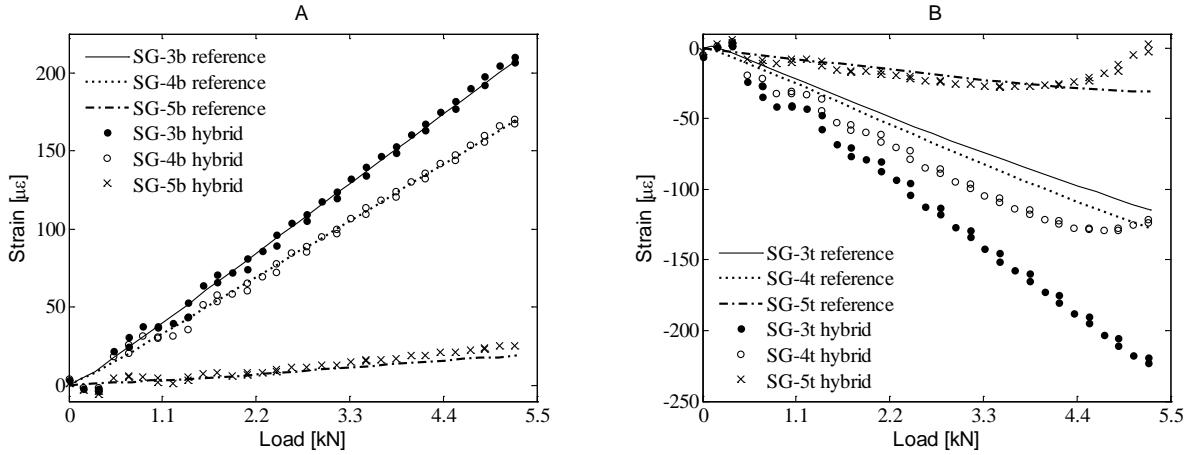 A
SG-3b reference
SG-4b reference
SG-5b reference
SG-3b hybrid
SG-4b hybrid
SG-5b hybrid
200
150
100
50
0
Strain [με]
0 1.1 2.2 3.3 4.4 5.5
Load [kN]
B
0
-50
-100
-150
-200
-250
Strain [με]
SG-3t reference
SG-4t reference
SG-5t reference
SG-3t hybrid
SG-4t hybrid
SG-5t hybrid
0 1.1 2.2 3.3 4.4 5.5
Load [kN]